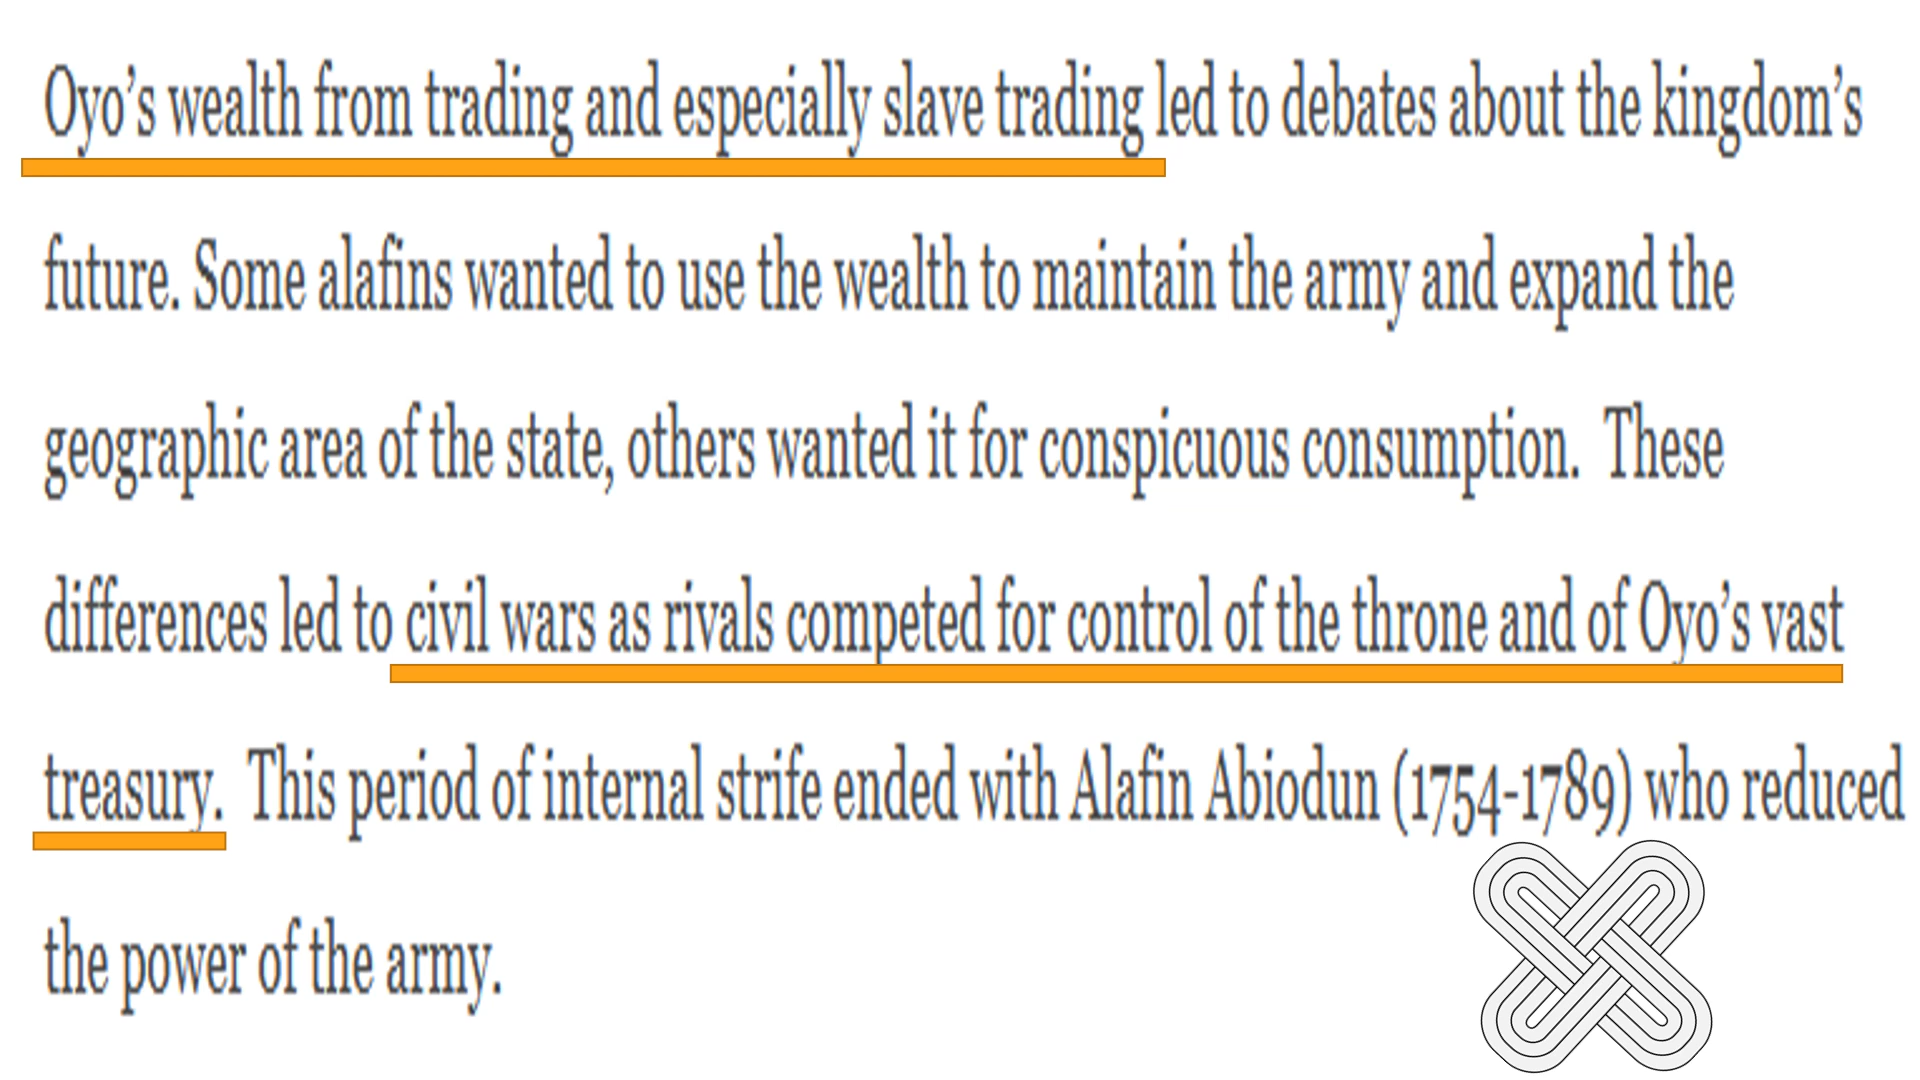 Oyo’s wealth from trading and especially slave trading led to debates about the kingdom’s
future. Some alafins wanted to use the wealth to maintain the army and expand the
geographic area of the state, others wanted it for conspicuous consumption.  These
differences led to civil wars as rivals competed for control of the throne and of Oyo’s vast
treasury.  This period of internal strife ended with Alafin Abiodun (1754-1789) who reduced
the power of the army.